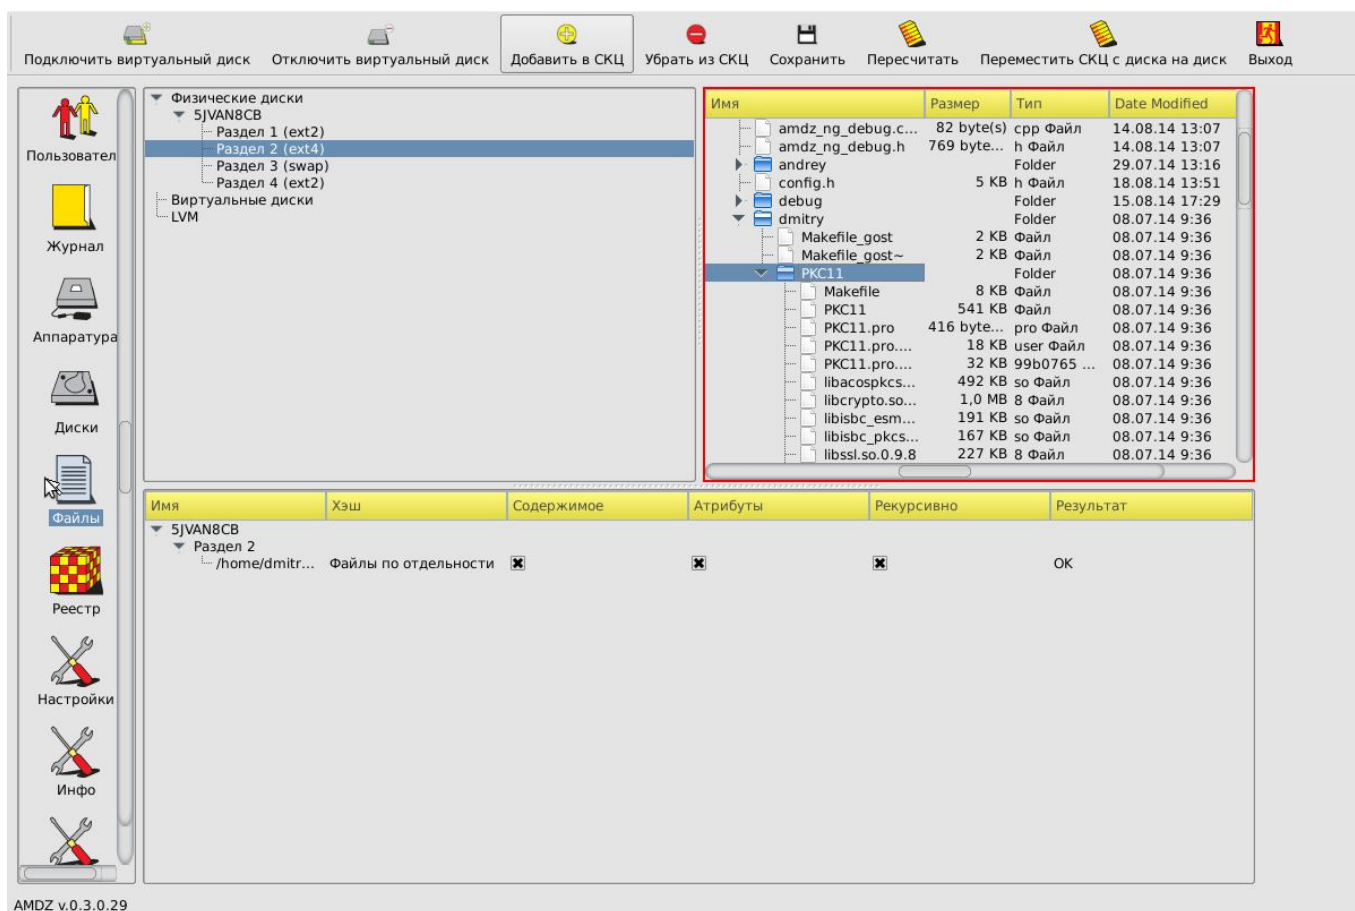 Подключить виртуальный диск Отключить виртуальный диск Добавить в СКЦ Убрать из СКЦ Сохранить Пересчитать Переместить СКЦ с диска на диск Выход
Пользовател
Журнал
Аппаратура
Диски
Файлы
Реестр
Настройки
Инфо
Физические диски
5JVAN8CB
Раздел 1 (ext2)
Раздел 2 (ext4)
Раздел 3 (swap)
Раздел 4 (ext2)
Виртуальные диски
LVM
Имя Размер Тип Date Modified
amdz_ng_debug.c... 82 byte(s) cpp Файл 14.08.14 13:07
amdz_ng_debug.h 769 byte... h Файл 14.08.14 13:07
andrey Folder 29.07.14 13:16
config.h 5 KB h Файл 18.08.14 13:51
debug Folder 15.08.14 17:29
dmitry Folder 08.07.14 9:36
Makefile_gost 2 KB Файл 08.07.14 9:36
Makefile_gost~ 2 KB Файл 08.07.14 9:36
PKC11 Folder 08.07.14 9:36
Makefile 8 KB Файл 08.07.14 9:36
PKC11 541 KB Файл 08.07.14 9:36
PKC11.pro 416 byte... pro Файл 08.07.14 9:36
PKC11.pro.... 18 KB user Файл 08.07.14 9:36
PKC11.pro.... 32 KB 99b0765 ... 08.07.14 9:36
libacospkcs... 492 KB so Файл 08.07.14 9:36
libcrypto.so... 1,0 MB 8 Файл 08.07.14 9:36
libisbc_esm... 191 KB so Файл 08.07.14 9:36
libisbc_pkcs... 167 KB so Файл 08.07.14 9:36
libssl.so.0.9.8 227 KB 8 Файл 08.07.14 9:36
Имя Хэш Содержимое Атрибуты Рекурсивно Результат
5JVAN8CB
Раздел 2
/home/dmitr... Файлы по отдельности OK
AMDZ v.0.3.0.29